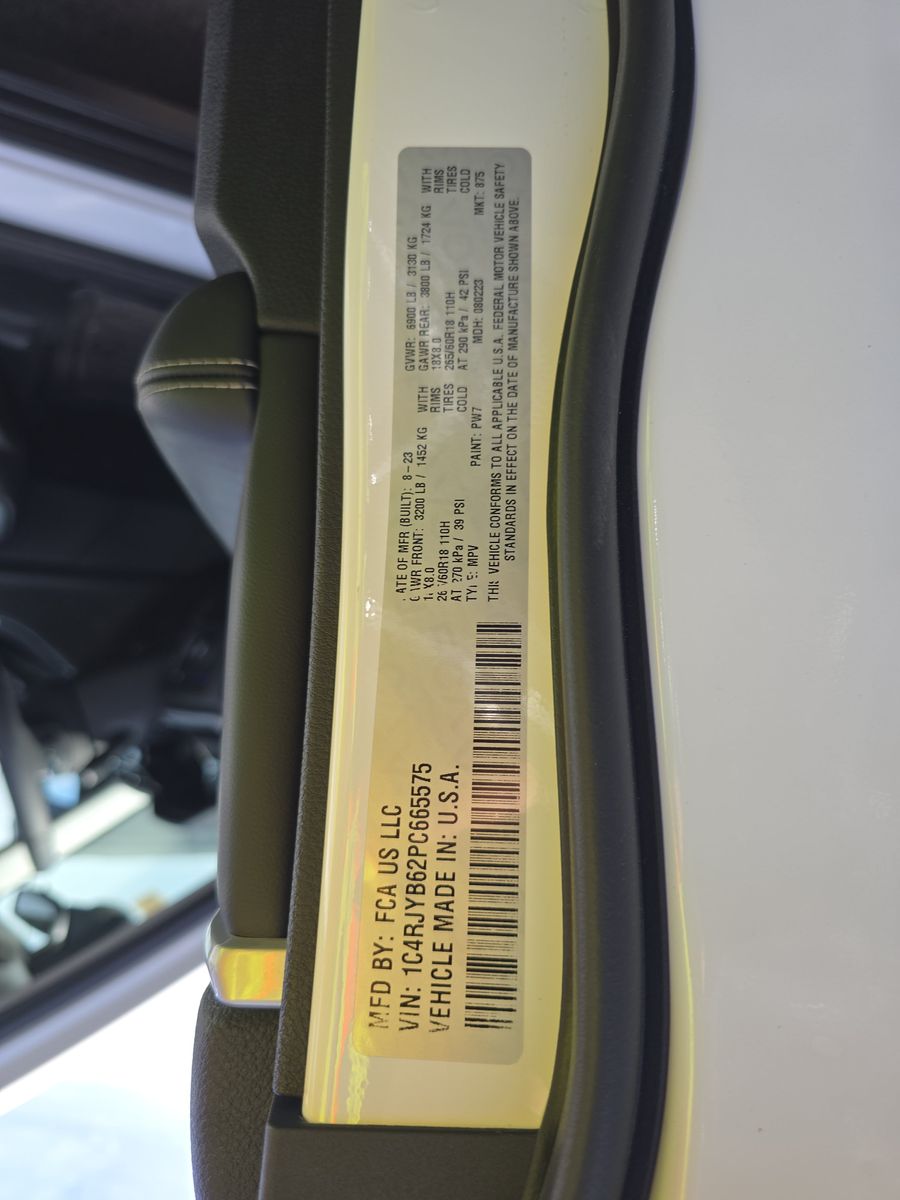 MFD BY: FCA US LLC
VIN: 1C4RJYB62PC665575
VEHICLE MADE IN: U.S.A.
ATE OF MFR (BUILT): 8-23 GVWR: 6900 LB / 3130 KG
WR FRONT: 3200 LB / 1452 KG WITH GAWR REAR: 3800 LB / 1724 KG WITH
X8.0 RIMS 18X8.0 RIMS
/60R18 110H TIRES 265/60R18 110H TIRES
AT 270 kPa / 39 PSI COLD AT 290 kPa / 42 PSI COLD
MPV PAINT: PW7 MDH: 080223 MKT: 875
THIS VEHICLE CONFORMS TO ALL APPLICABLE U.S.A. FEDERAL MOTOR VEHICLE SAFETY
STANDARDS IN EFFECT ON THE DATE OF MANUFACTURE SHOWN ABOVE.